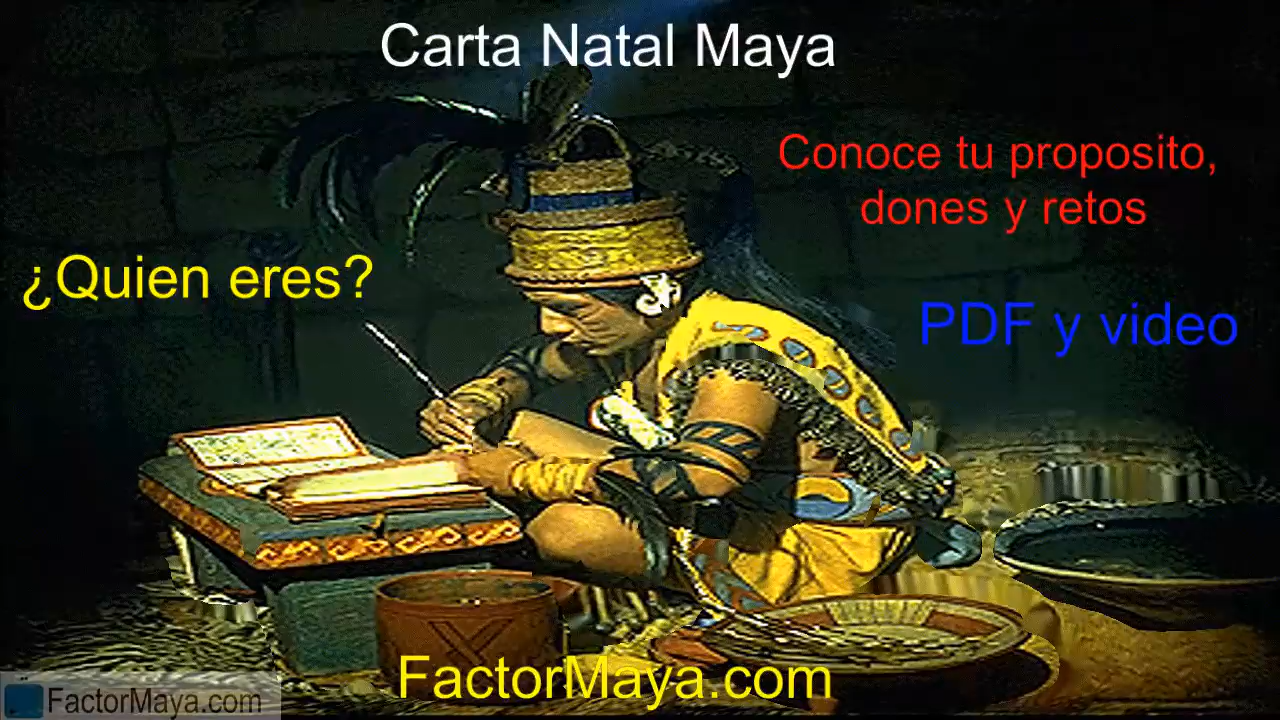 Carta Natal Maya
Conoce tu proposito,
dones y retos
¿Quien eres?
PDF y video
FactorMaya.com
FactorMaya.com